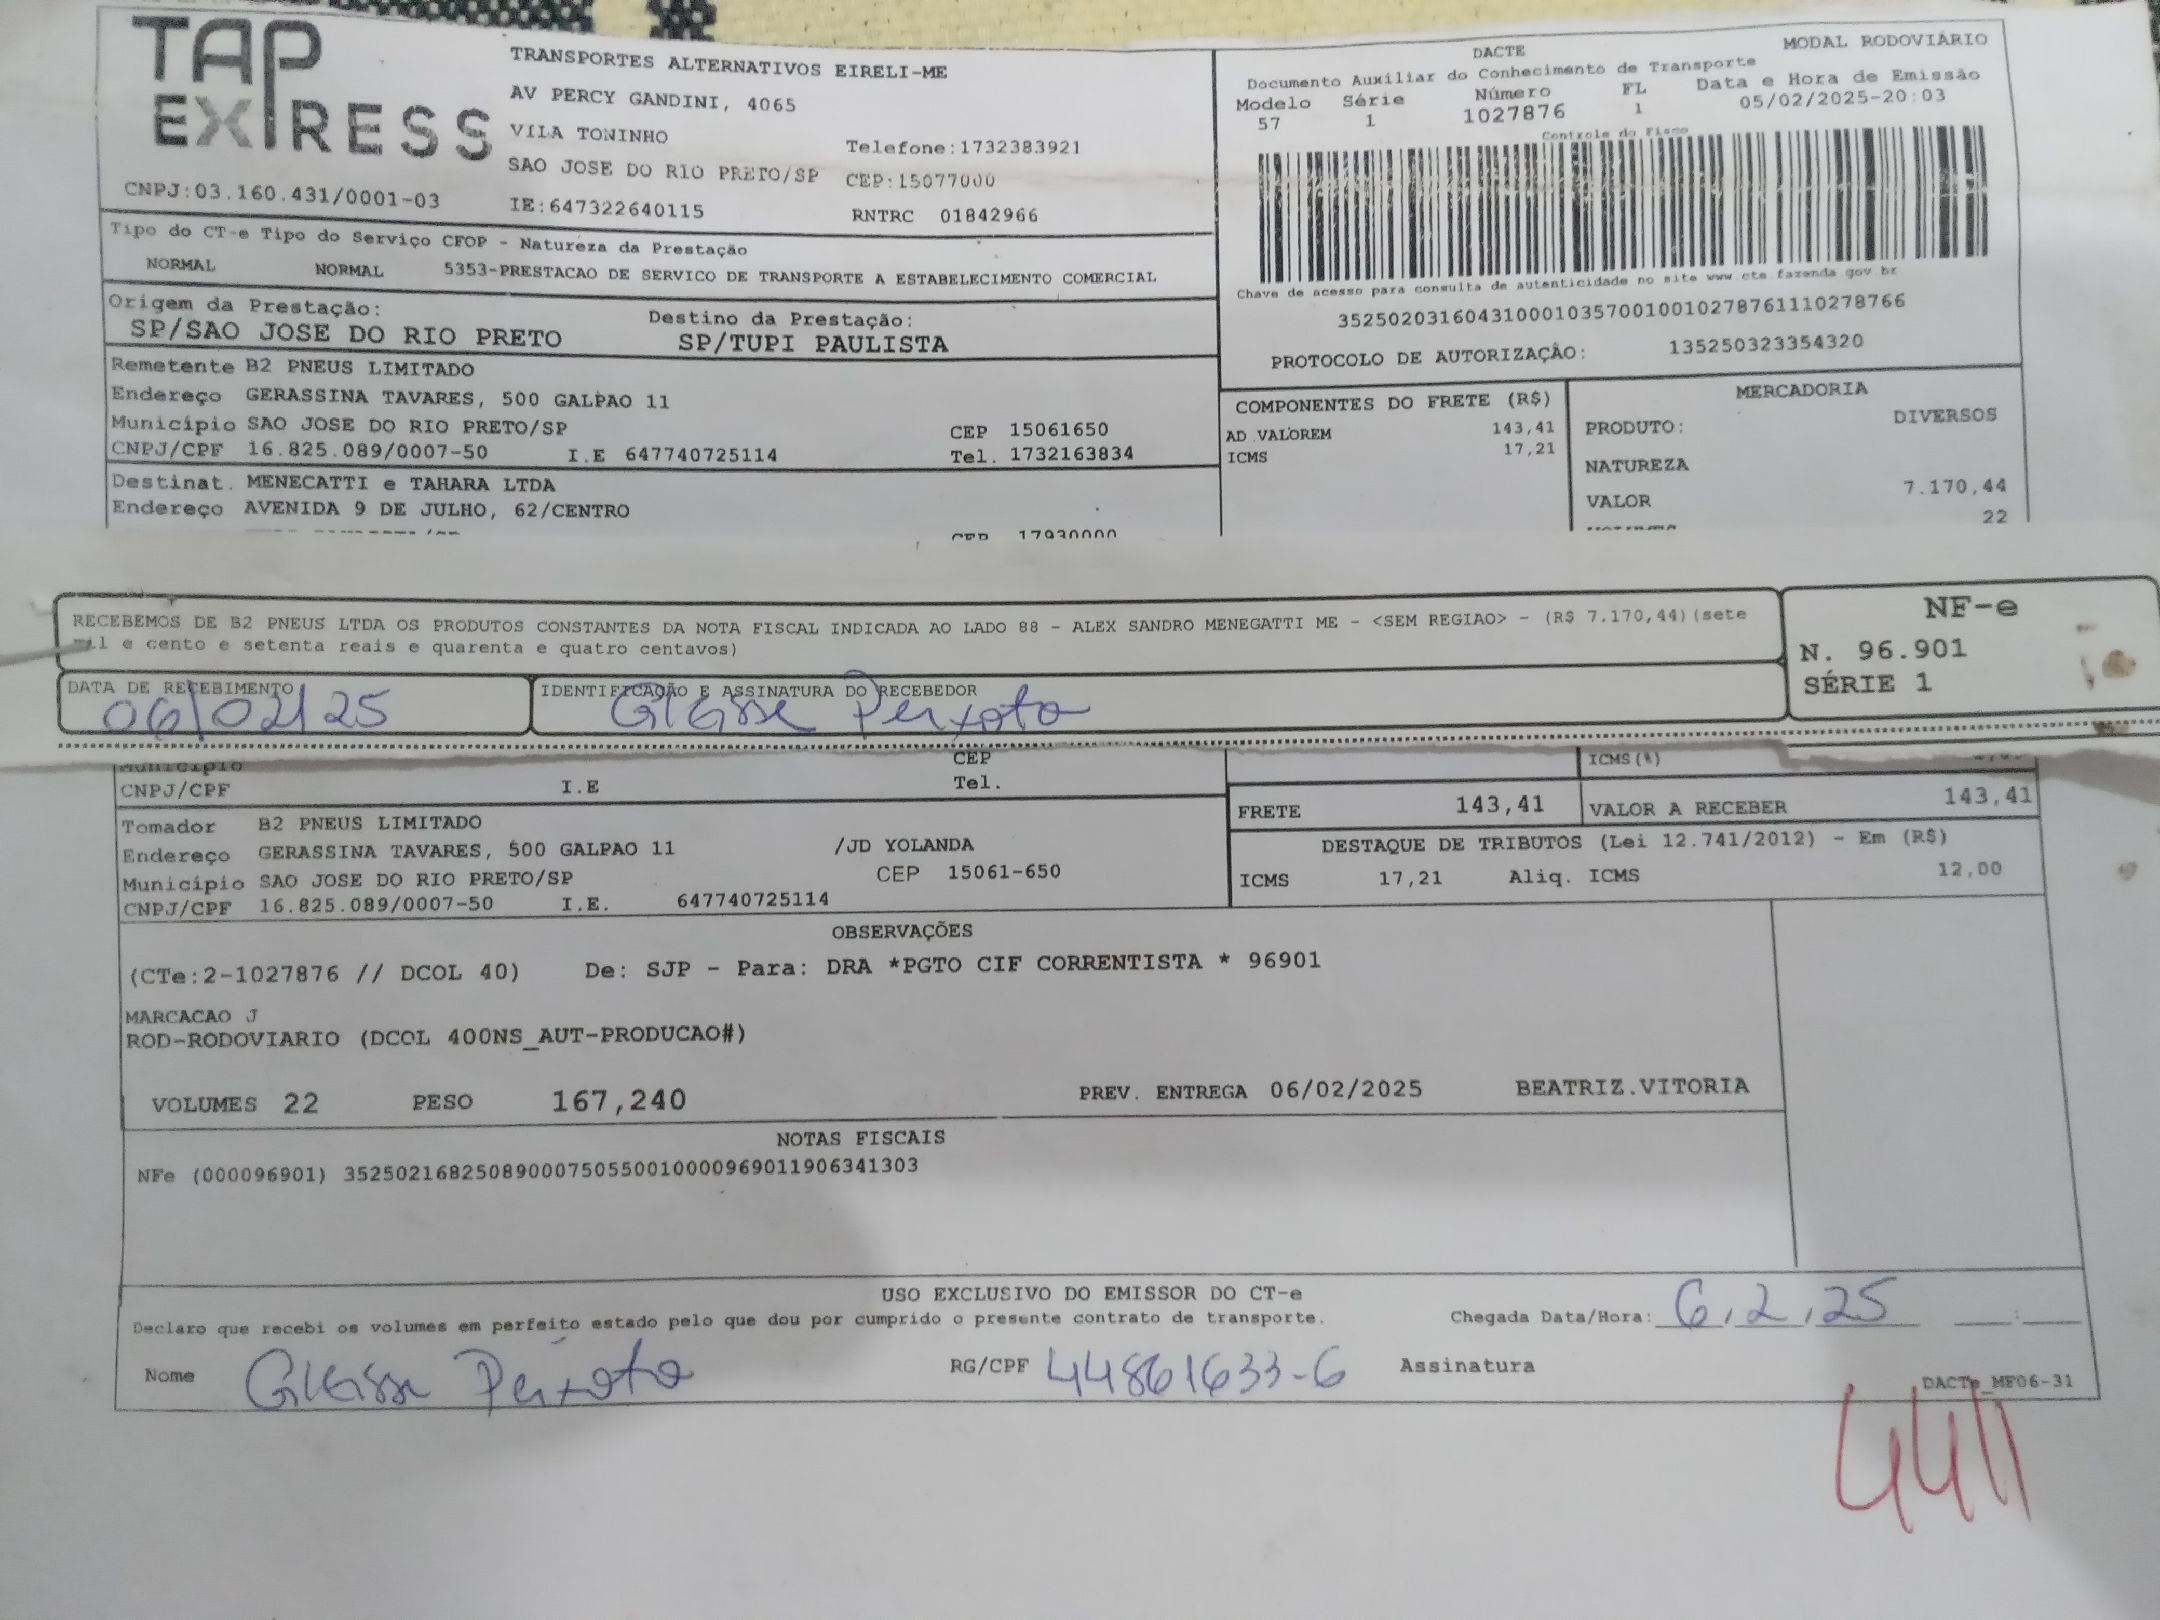 TAP EXPRESS
TRANSPORTES ALTERNATIVOS EIRELI-ME
AV PERCY GANDINI, 4065
VILA TONINHO
Telefone:1732383921
SAO JOSE DO RIO PRETO/SP CEP:15077000
CNPJ:03.160.431/0001-03 IE:647322640115 RNTRC 01842966
DACTE MODAL RODOVIÁRIO
Documento Auxiliar do Conhecimento de Transporte
Modelo Série Número FL Data e Hora de Emissão
57 1 1027876 1 05/02/2025-20:03
Controle do Fisco
Chave de acesso para consulta de autenticidade no site www.cte.fazenda.gov.br
35250203160431000103570010010278761110278766
PROTOCOLO DE AUTORIZAÇÃO: 135250323354320
Tipo do CT-e Tipo do Serviço CFOP - Natureza da Prestação
NORMAL NORMAL 5353-PRESTACAO DE SERVICO DE TRANSPORTE A ESTABELECIMENTO COMERCIAL
Origem da Prestação: Destino da Prestação:
SP/SAO JOSE DO RIO PRETO SP/TUPI PAULISTA
Remetente B2 PNEUS LIMITADO
Endereço GERASSINA TAVARES, 500 GALPAO 11
Município SAO JOSE DO RIO PRETO/SP CEP 15061650
CNPJ/CPF 16.825.089/0007-50 I.E 647740725114 Tel. 1732163834
Destinat. MENECATTI e TAHARA LTDA
Endereço AVENIDA 9 DE JULHO, 62/CENTRO
CEP 17930000
COMPONENTES DO FRETE (R$)
AD VALOREM 143,41
ICMS 17,21
MERCADORIA
PRODUTO: DIVERSOS
NATUREZA
VALOR 7.170,44
22
RECEBEMOS DE B2 PNEUS LTDA OS PRODUTOS CONSTANTES DA NOTA FISCAL INDICADA AO LADO 88 - ALEX SANDRO MENEGATTI ME - <SEM REGIAO> - (R$ 7.170,44)(sete
mil e cento e setenta reais e quarenta e quatro centavos)
NF-e
N. 96.901
SÉRIE 1
DATA DE RECEBIMENTO IDENTIFICAÇÃO E ASSINATURA DO RECEBEDOR
06/02/25 Gleisse Peixoto
Município CEP
CNPJ/CPF I.E Tel.
ICMS(%)
FRETE 143,41 VALOR A RECEBER 143,41
DESTAQUE DE TRIBUTOS (Lei 12.741/2012) - Em (R$)
ICMS 17,21 Aliq. ICMS 12,00
Tomador B2 PNEUS LIMITADO
Endereço GERASSINA TAVARES, 500 GALPAO 11 /JD YOLANDA
Município SAO JOSE DO RIO PRETO/SP CEP 15061-650
CNPJ/CPF 16.825.089/0007-50 I.E. 647740725114
OBSERVAÇÕES
(CTe:2-1027876 // DCOL 40) De: SJP - Para: DRA *PGTO CIF CORRENTISTA * 96901
MARCACAO J
ROD-RODOVIARIO (DCOL 400NS_AUT-PRODUCAO#)
VOLUMES 22 PESO 167,240 PREV. ENTREGA 06/02/2025 BEATRIZ.VITORIA
NOTAS FISCAIS
NFe (000096901) 35250216825089000750550010000969011906341303
USO EXCLUSIVO DO EMISSOR DO CT-e
Declaro que recebi os volumes em perfeito estado pelo que dou por cumprido o presente contrato de transporte. Chegada Data/Hora: 6,2,25 :
Nome Gleisse Peixoto RG/CPF 44861633-6 Assinatura
DACTe_MF06-31
4411